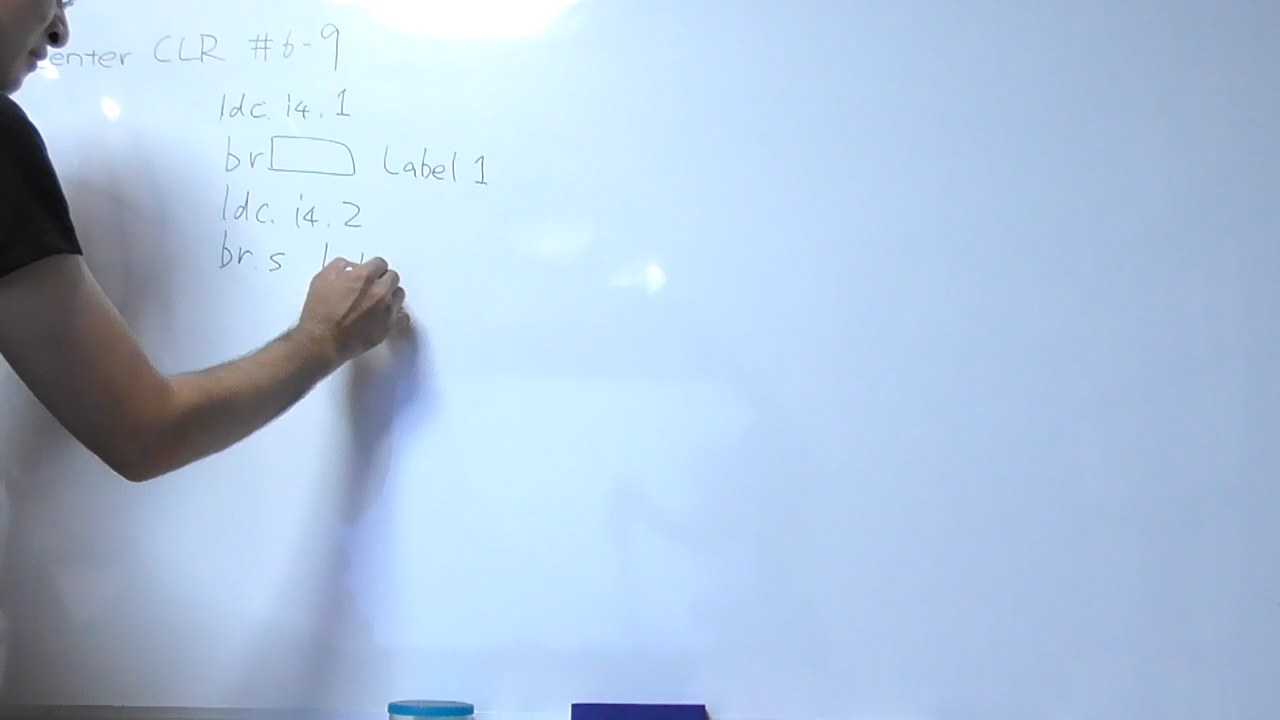 enter CLR #6-9
ldc. i4. 1
br Label 1
ldc. i4. 2
br. s